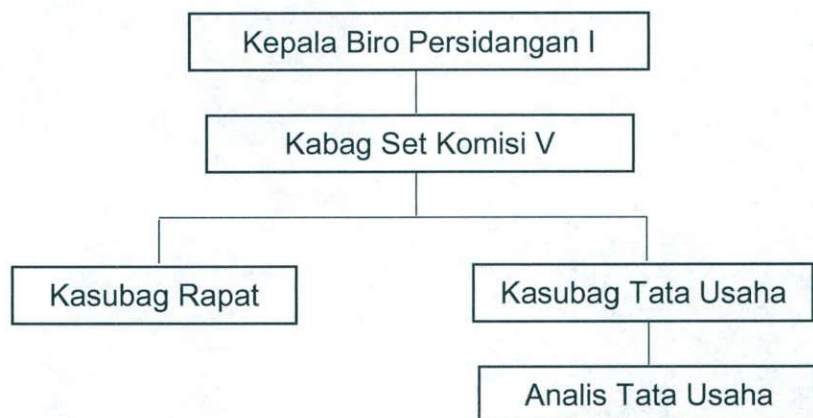 Kepala Biro Persidangan I
Kabag Set Komisi V
Kasubag Rapat
Kasubag Tata Usaha
Analis Tata Usaha